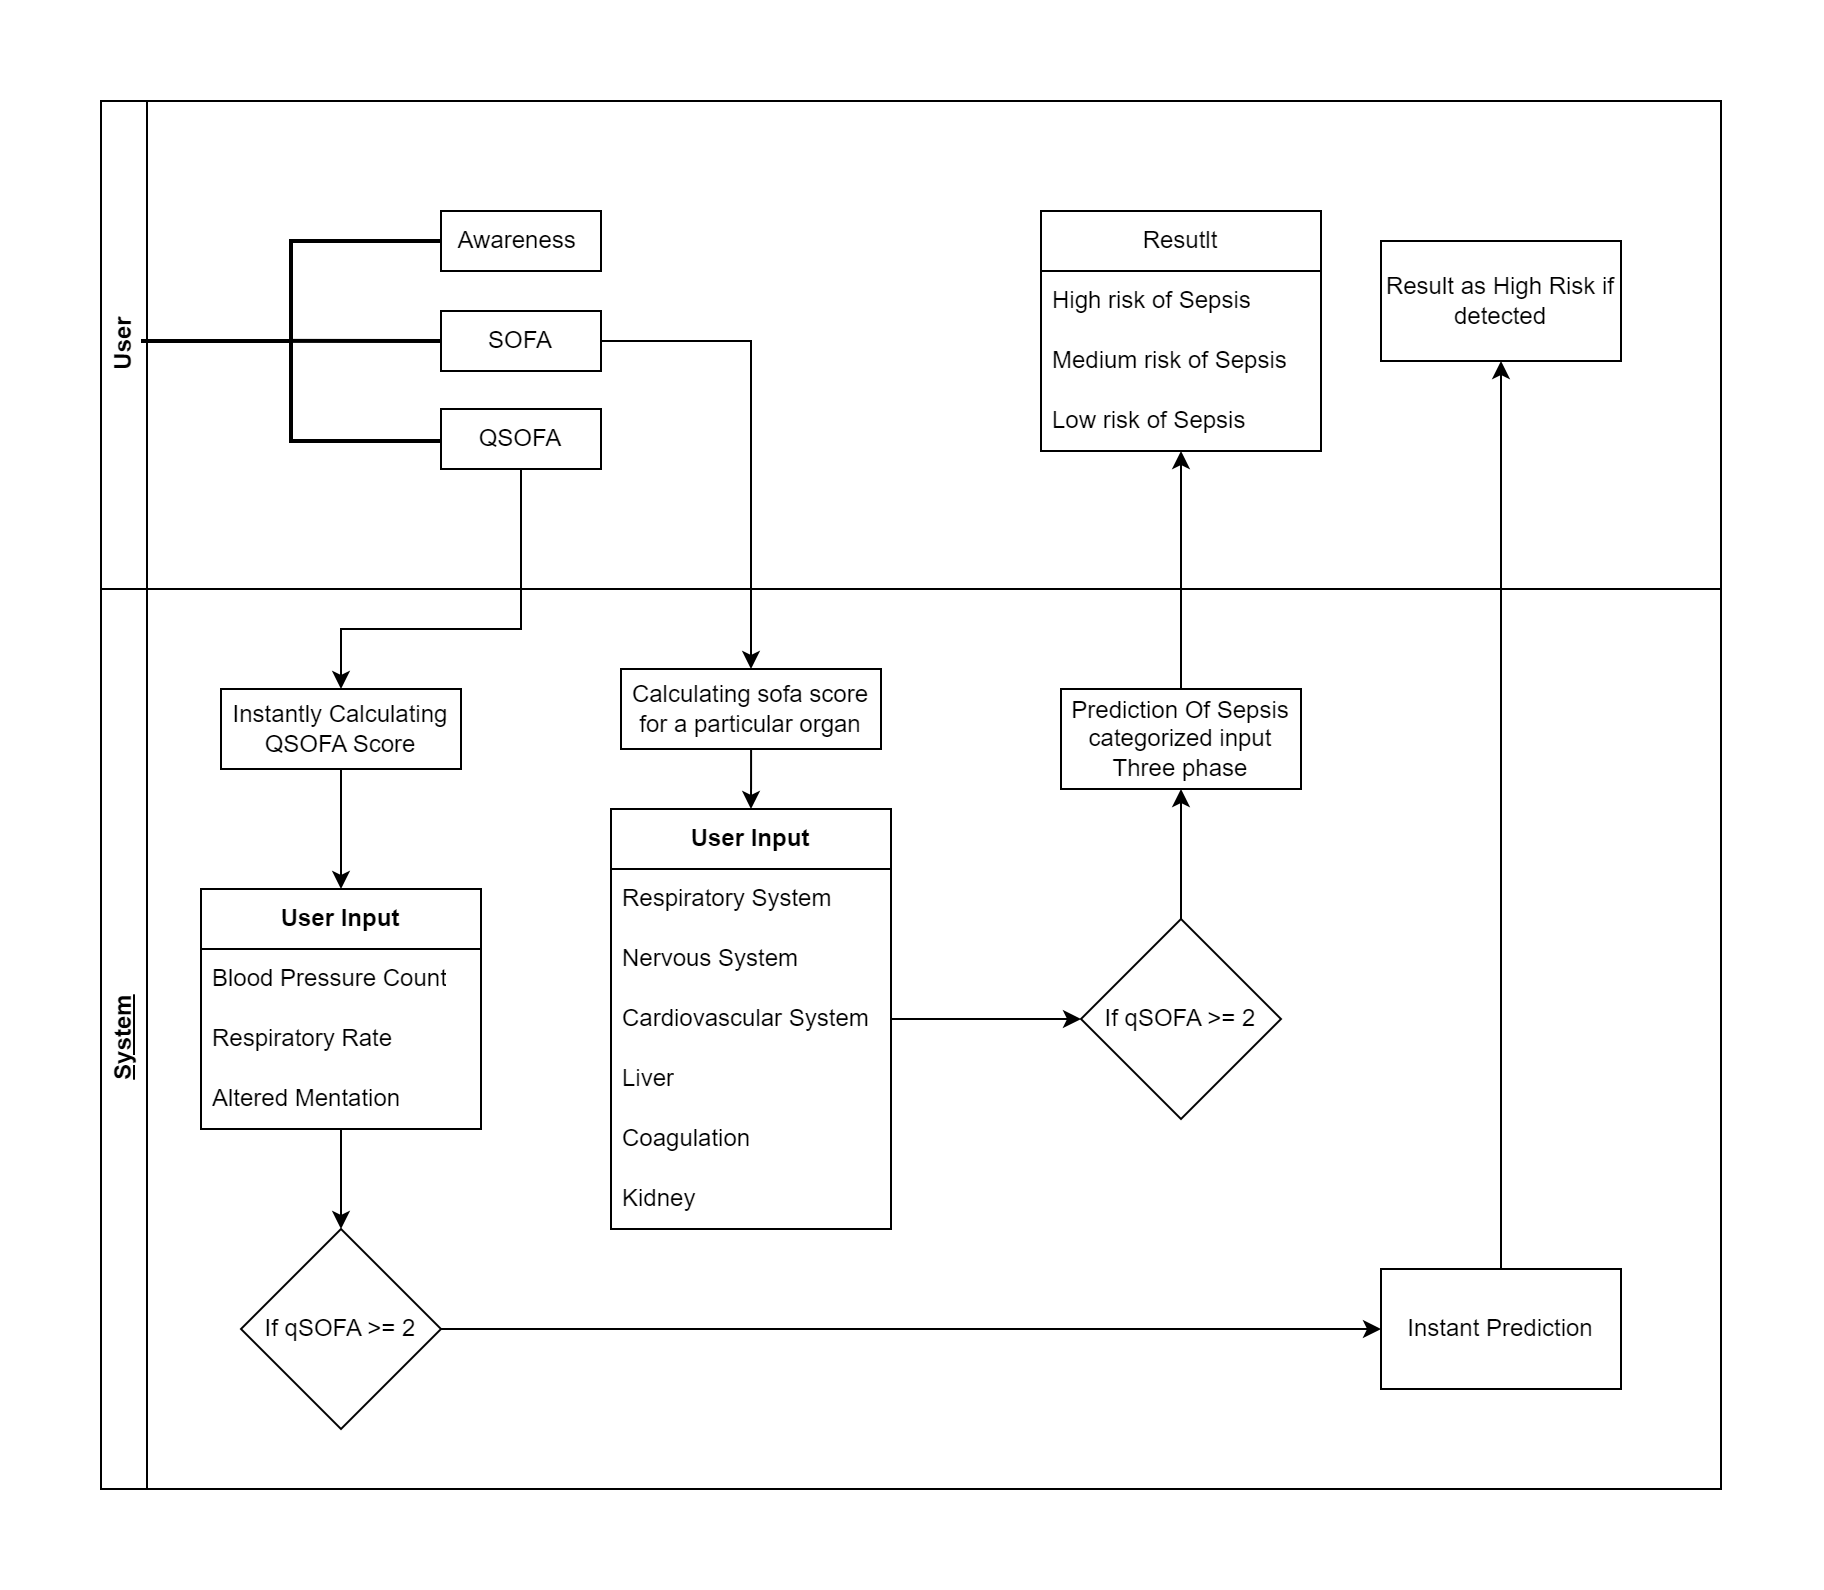 User
Awareness
SOFA
QSOFA
Resutlt
High risk of Sepsis
Medium risk of Sepsis
Low risk of Sepsis
Result as High Risk if
detected
System
Instantly Calculating
QSOFA Score
User Input
Blood Pressure Count
Respiratory Rate
Altered Mentation
If qSOFA >= 2
Calculating sofa score
for a particular organ
User Input
Respiratory System
Nervous System
Cardiovascular System
Liver
Coagulation
Kidney
If qSOFA >= 2
Prediction Of Sepsis
categorized input
Three phase
Instant Prediction